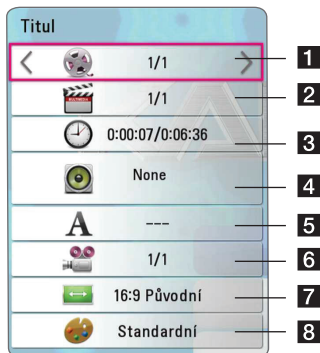 Titul
1/1 1
MULTIMEDIA 1/1 2
0:00:07/0:06:36 3
None 4
A --- 5
1/1 6
16:9 Původní 7
Standardní 8